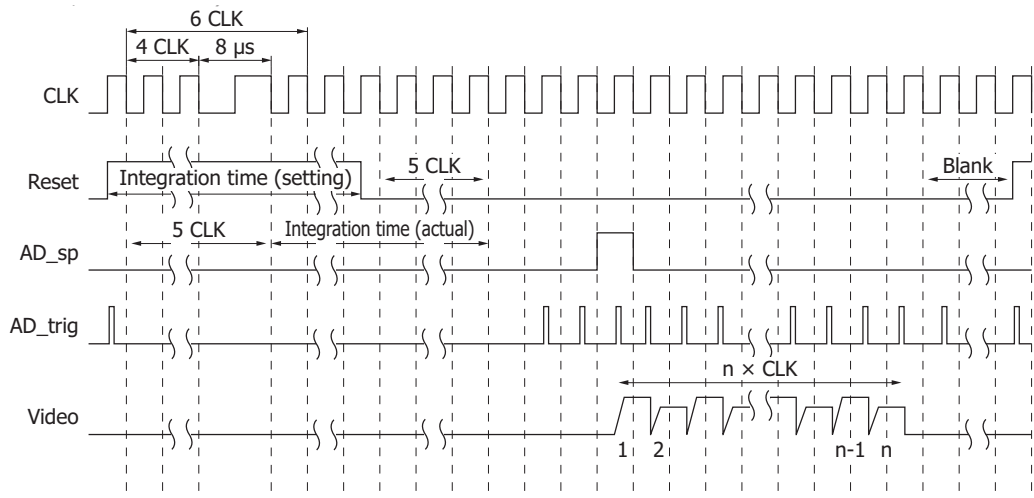 6 CLK
4 CLK
8 µs
CLK
Reset
Integration time (setting)
5 CLK
Blank
5 CLK
Integration time (actual)
AD_sp
AD_trig
n × CLK
Video
1
2
n-1
n